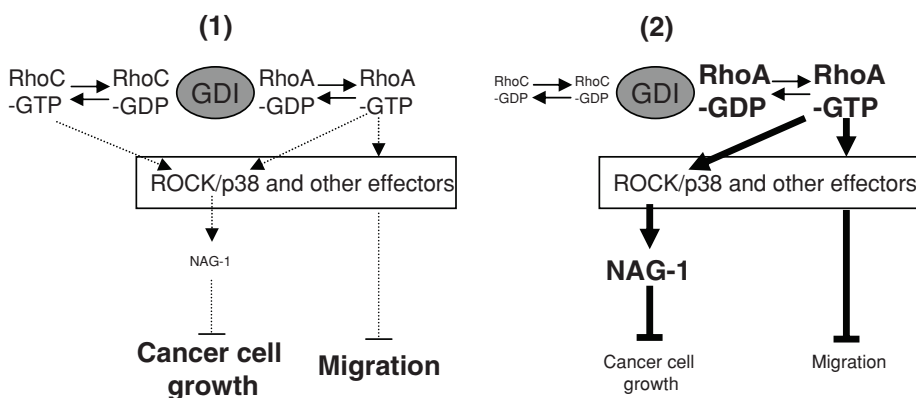 (1)
RhoC RhoC GDI RhoA RhoA
-GTP -GDP -GDP -GTP
ROCK/p38 and other effectors
NAG-1
Cancer cell
growth
Migration
(2)
RhoC RhoC GDI RhoA RhoA
-GDP -GDP -GDP -GTP
ROCK/p38 and other effectors
NAG-1
Cancer cell
growth
Migration